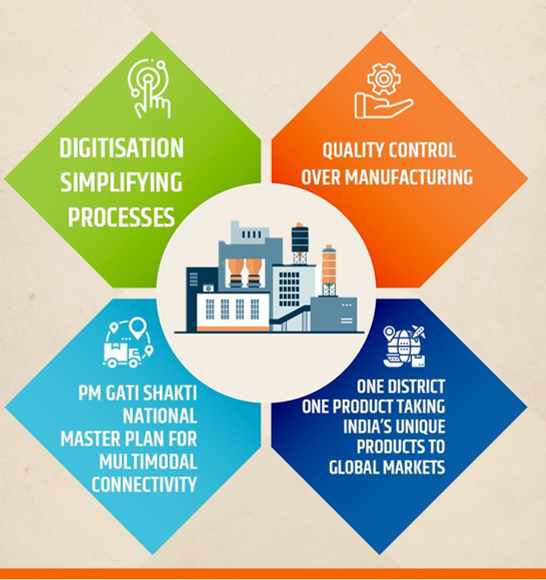 DIGITISATION
SIMPLIFYING
PROCESSES
QUALITY CONTROL
OVER MANUFACTURING
PM GATI SHAKTI
NATIONAL
MASTER PLAN FOR
MULTIMODAL
CONNECTIVITY
ONE DISTRICT
ONE PRODUCT TAKING
INDIA'S UNIQUE
PRODUCTS TO
GLOBAL MARKETS